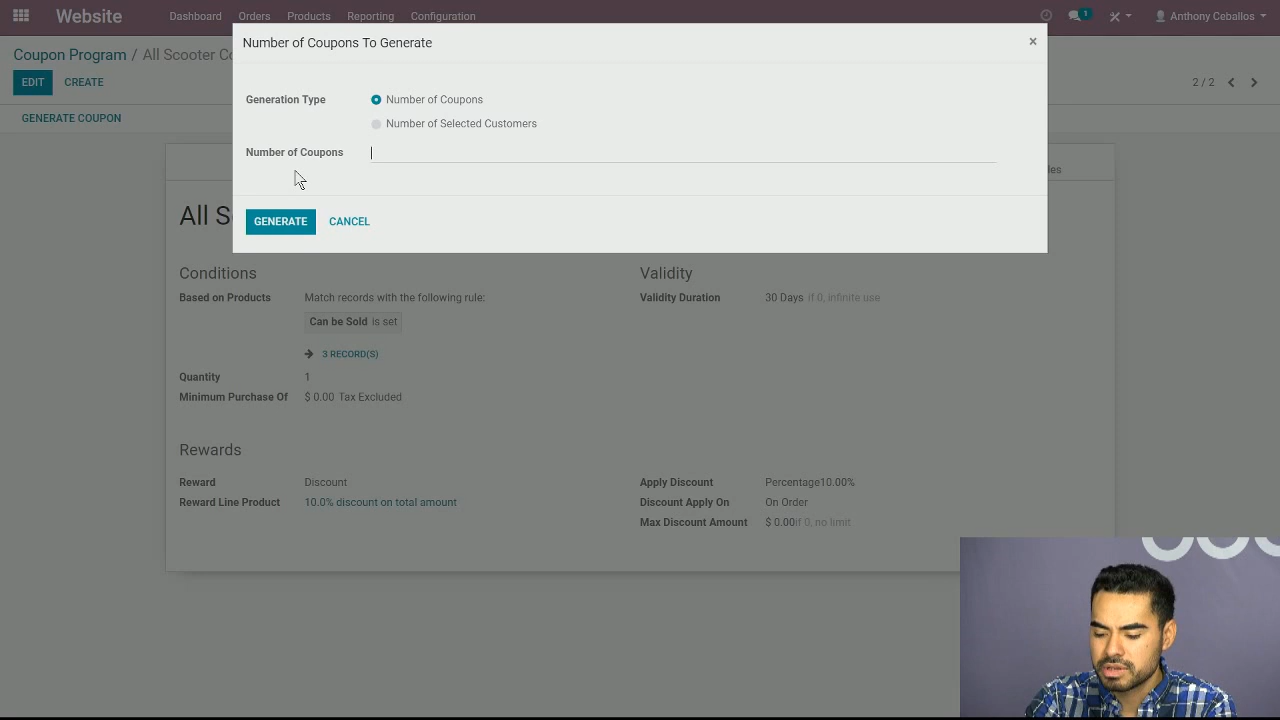 Website Dashboard Orders Products Reporting Configuration 1 Anthony Ceballos
Number of Coupons To Generate ×
Coupon Program / All Scooter Co
EDIT CREATE 2 / 2
Generation Type Number of Coupons
Number of Selected Customers
GENERATE COUPON
Number of Coupons
All Sc
GENERATE CANCEL
Conditions Validity
Based on Products Match records with the following rule: Validity Duration 30 Days if 0, infinite use
Can be Sold is set
3 RECORD(S)
Quantity 1
Minimum Purchase Of $ 0.00 Tax Excluded
Rewards
Reward Discount Apply Discount Percentage10.00%
Reward Line Product 10.0% discount on total amount Discount Apply On On Order
Max Discount Amount $ 0.00if 0, no limit